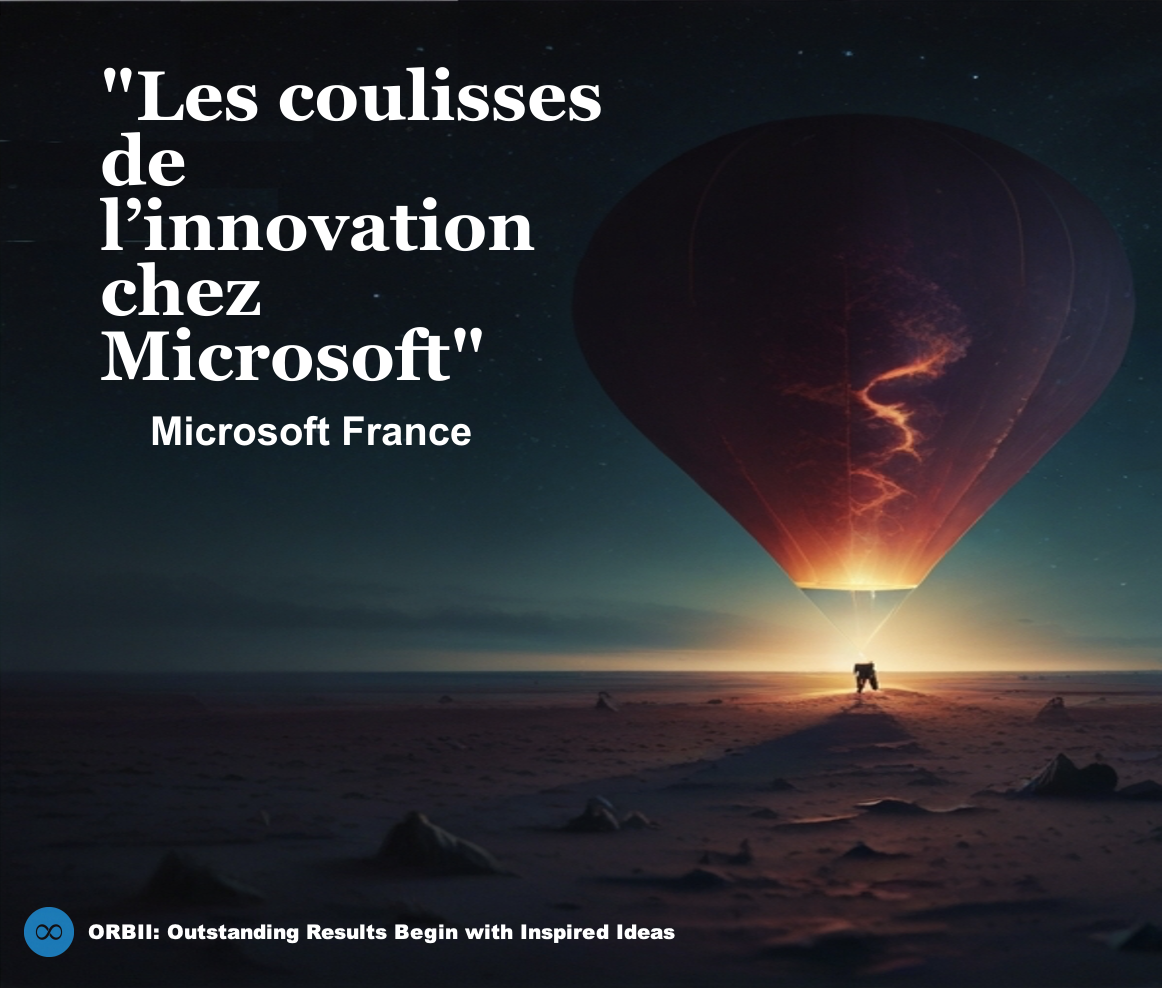 "Les coulisses
de
l’innovation
chez
Microsoft"
Microsoft France
ORBII: Outstanding Results Begin with Inspired Ideas